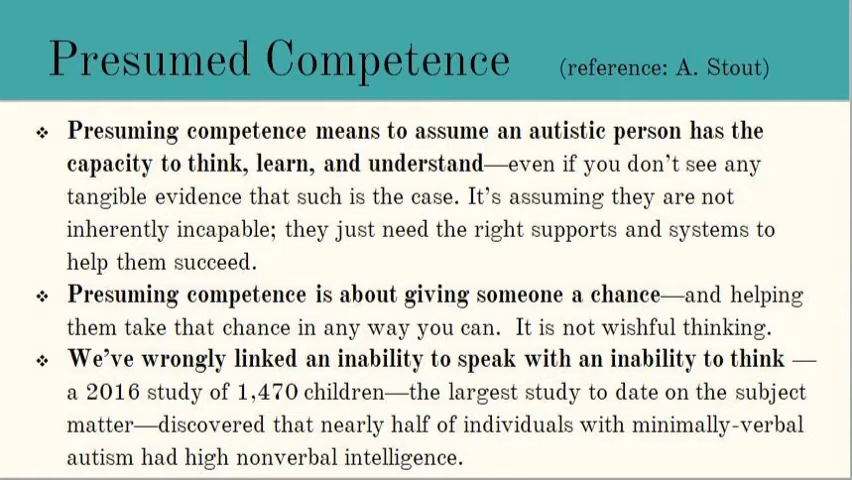 Presumed Competence (reference: A. Stout)
❖ Presuming competence means to assume an autistic person has the
capacity to think, learn, and understand—even if you don't see any
tangible evidence that such is the case. It's assuming they are not
inherently incapable; they just need the right supports and systems to
help them succeed.
❖ Presuming competence is about giving someone a chance—and helping
them take that chance in any way you can.  It is not wishful thinking.
❖ We've wrongly linked an inability to speak with an inability to think —
a 2016 study of 1,470 children—the largest study to date on the subject
matter—discovered that nearly half of individuals with minimally-verbal
autism had high nonverbal intelligence.